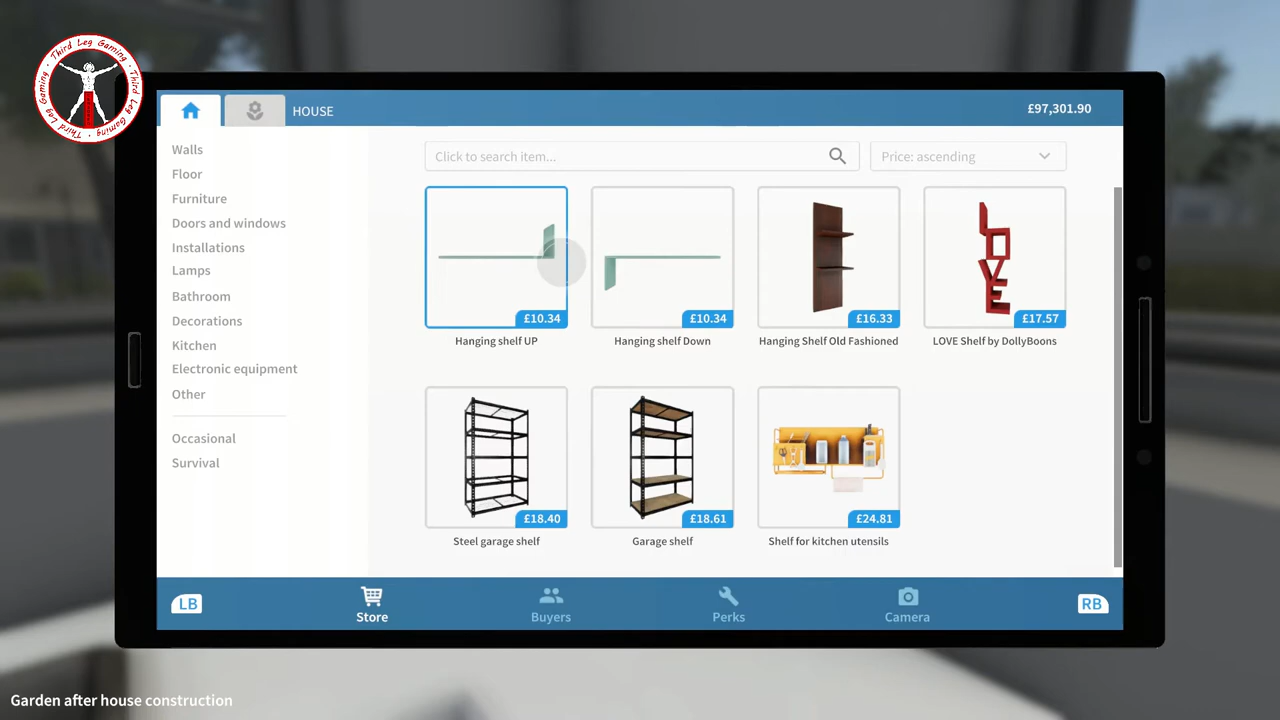 Third Leg Gaming · Third Leg Gaming · Third Leg Gaming ·
HOUSE
£97,301.90
Walls
Floor
Furniture
Doors and windows
Installations
Lamps
Bathroom
Decorations
Kitchen
Electronic equipment
Other
Occasional
Survival
Click to search item...
Price: ascending
£10.34
£10.34
£16.33
£17.57
Hanging shelf UP
Hanging shelf Down
Hanging Shelf Old Fashioned
LOVE Shelf by DollyBoons
LOVE
£18.40
£18.61
£24.81
Steel garage shelf
Garage shelf
Shelf for kitchen utensils
LB
Store
Buyers
Perks
Camera
RB
Garden after house construction